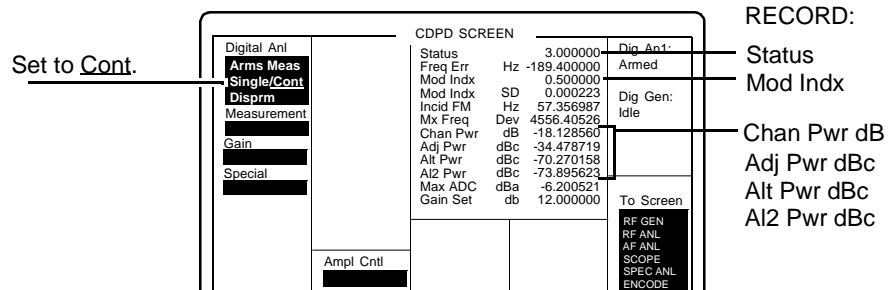 RECORD:
CDPD SCREEN
Set to Cont.
Digital Anl
Arms Meas
Single/Cont
Disprm
Measurement
Gain
Special
Ampl Cntl
Status 3.000000
Freq Err Hz -189.400000
Mod Indx 0.500000
Mod Indx SD 0.000223
Incid FM Hz 57.356987
Mx Freq Dev 4556.40526
Chan Pwr dB -18.128560
Adj Pwr dBc -34.478719
Alt Pwr dBc -70.270158
Al2 Pwr dBc -73.895623
Max ADC dBa -6.200521
Gain Set db 12.000000
Dig An1:
Armed
Dig Gen:
Idle
To Screen
RF GEN
RF ANL
AF ANL
SCOPE
SPEC ANL
ENCODE
Status
Mod Indx
Chan Pwr dB
Adj Pwr dBc
Alt Pwr dBc
Al2 Pwr dBc